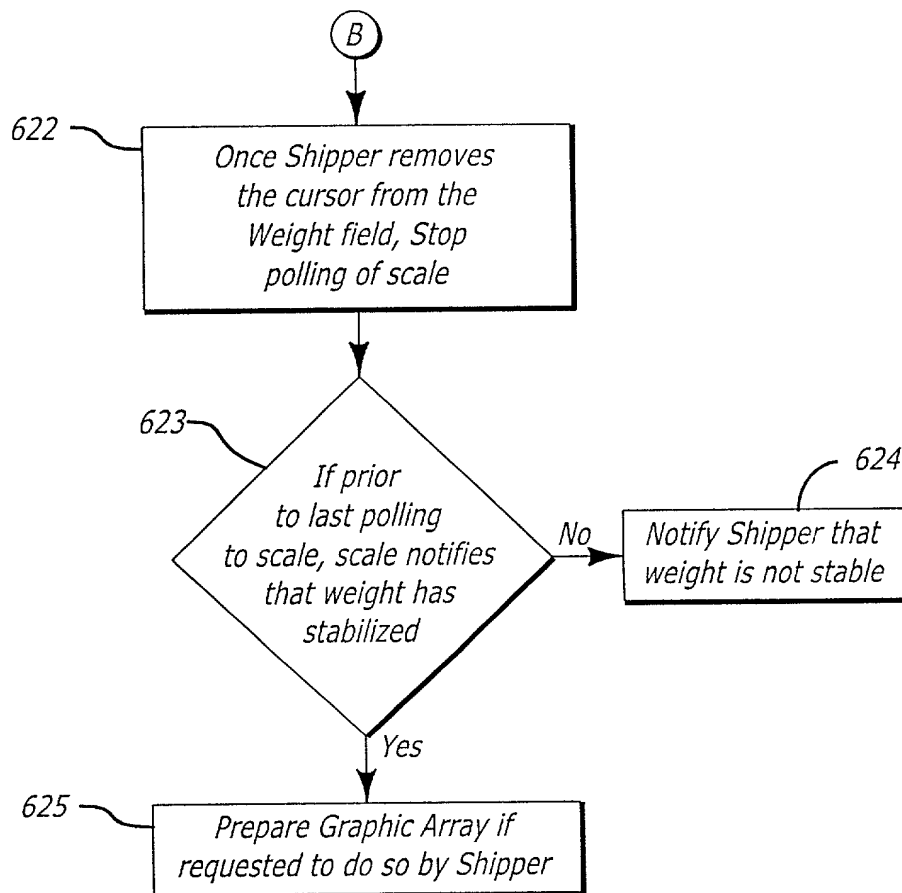 B
622
Once Shipper removes
the cursor from the
Weight field, Stop
polling of scale
623
If prior
to last polling
to scale, scale notifies
that weight has
stabilized
No
624
Notify Shipper that
weight is not stable
Yes
625
Prepare Graphic Array if
requested to do so by Shipper